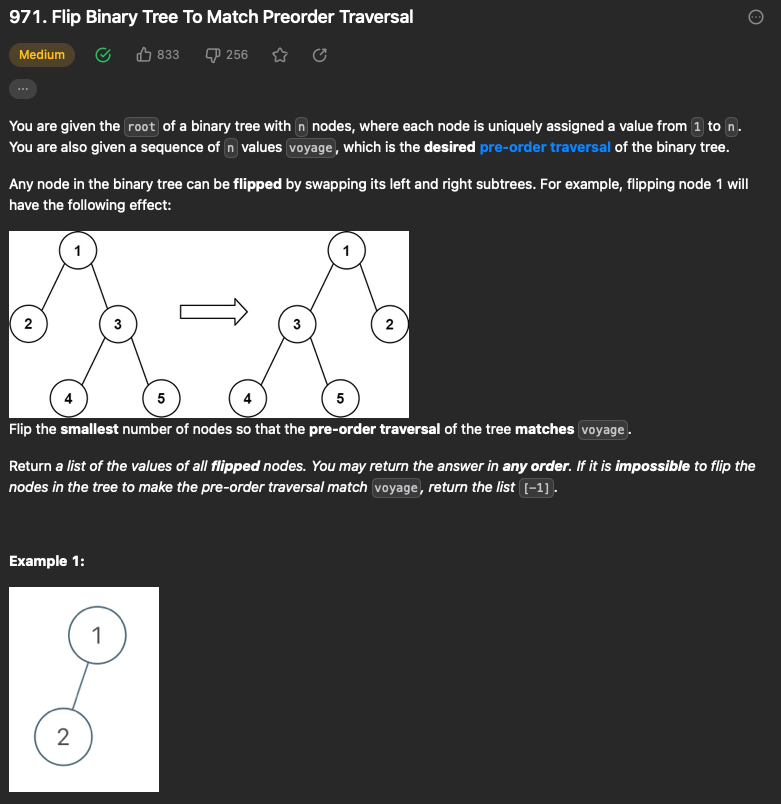 971. Flip Binary Tree To Match Preorder Traversal
Medium 833 256
...
You are given the root of a binary tree with n nodes, where each node is uniquely assigned a value from 1 to n.
You are also given a sequence of n values voyage, which is the desired pre-order traversal of the binary tree.
Any node in the binary tree can be flipped by swapping its left and right subtrees. For example, flipping node 1 will
have the following effect:
1 1
2 3 3 2
4 5 4 5
Flip the smallest number of nodes so that the pre-order traversal of the tree matches voyage.
Return a list of the values of all flipped nodes. You may return the answer in any order. If it is impossible to flip the
nodes in the tree to make the pre-order traversal match voyage, return the list [-1].
Example 1:
1
2